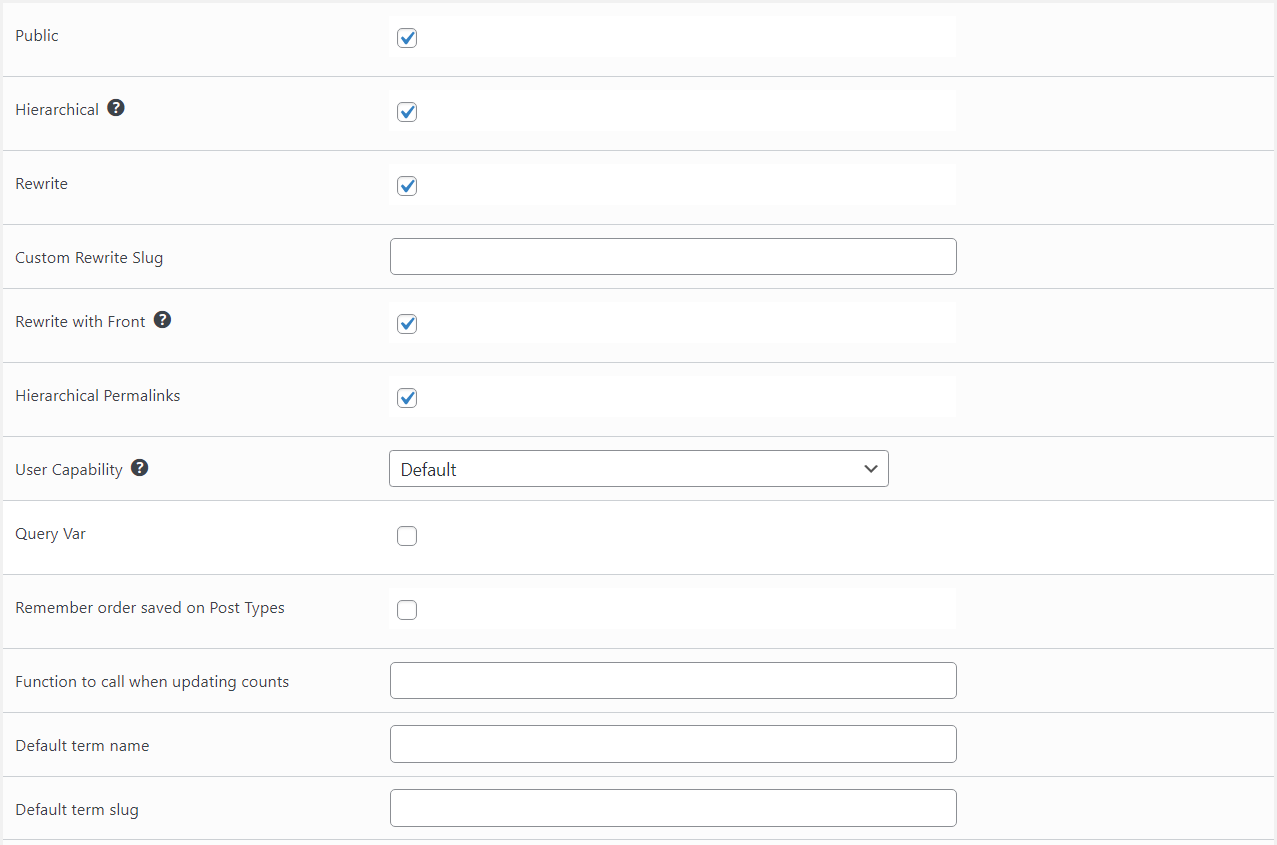 Public
Hierarchical ?
Rewrite
Custom Rewrite Slug
Rewrite with Front ?
Hierarchical Permalinks
User Capability ? Default
Query Var
Remember order saved on Post Types
Function to call when updating counts
Default term name
Default term slug